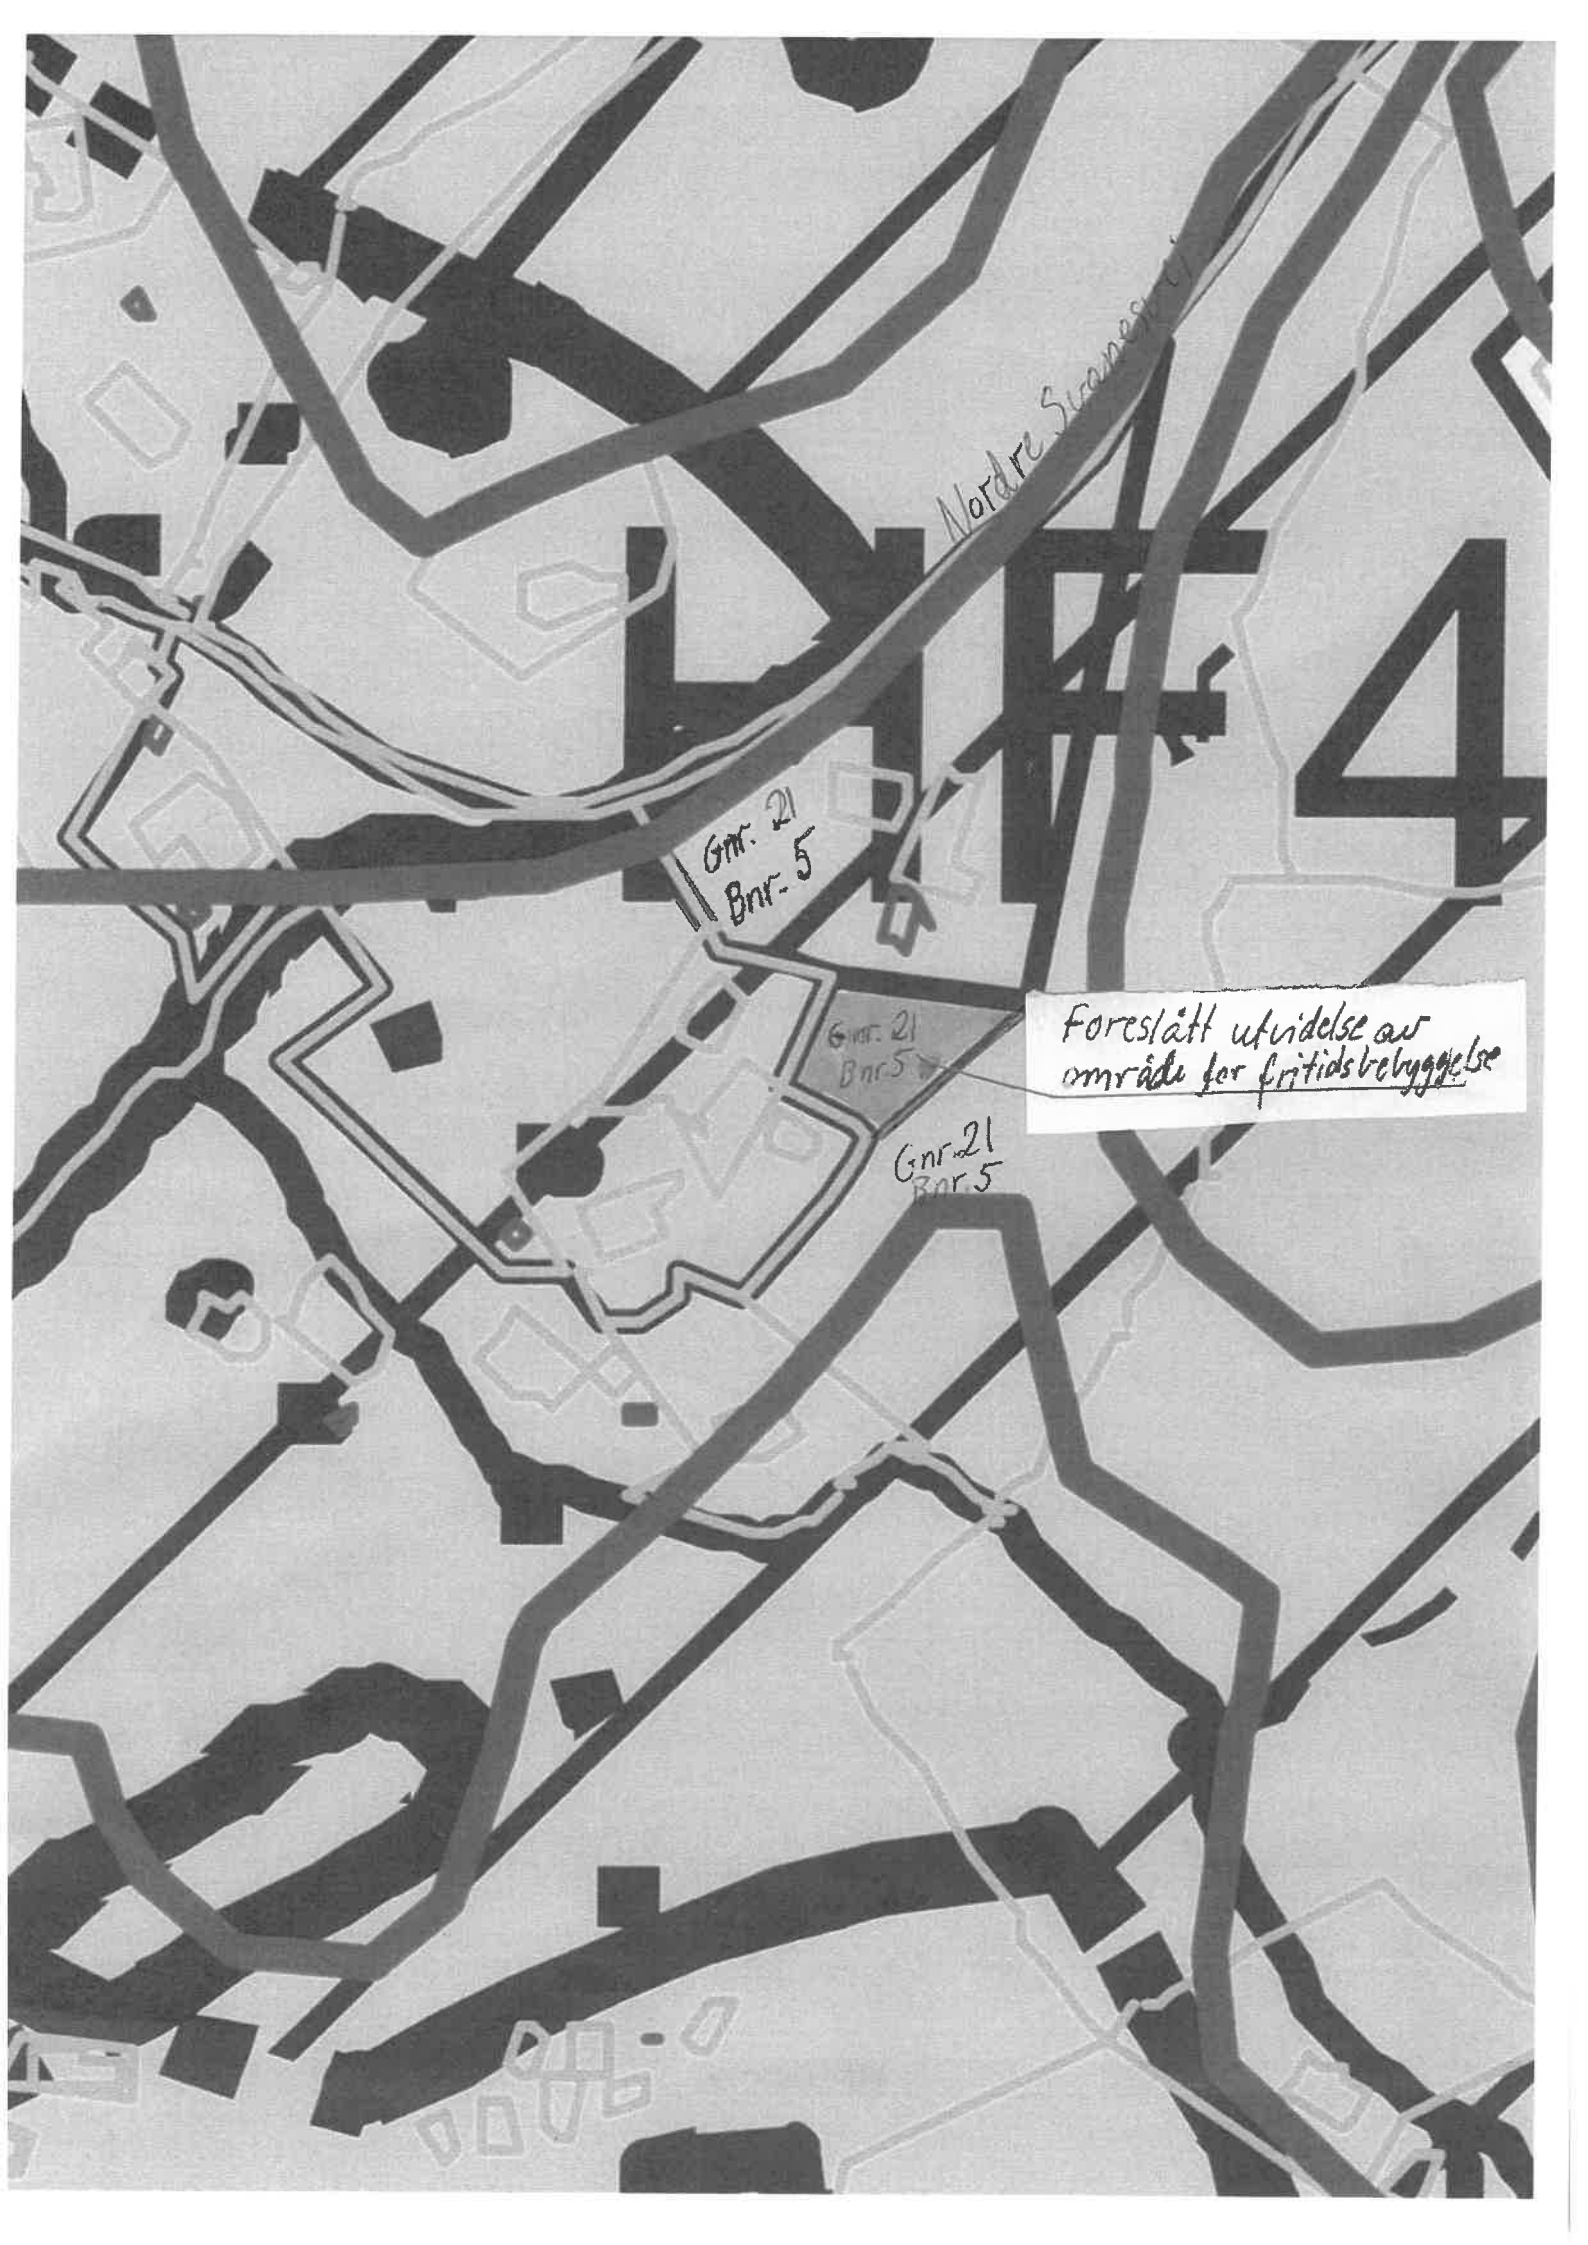 Nordre
HF4
Gnr. 21
Bnr. 5
Gnr. 21
Bnr. 5
Foreslått utvidelse av
område for fritidsbebyggelse
Gnr. 21
Bnr. 5